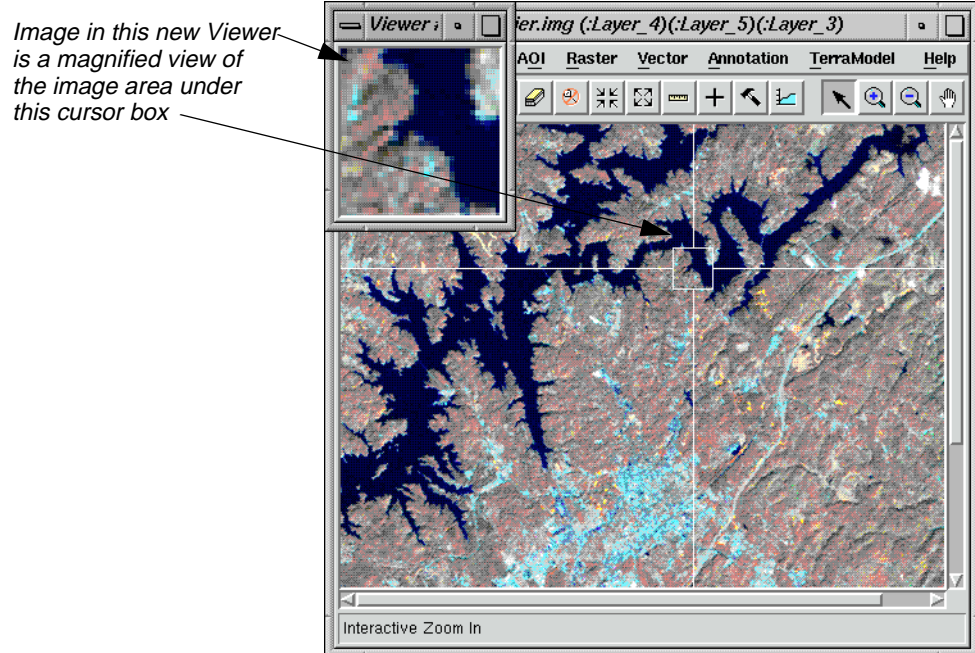 Image in this new Viewer
is a magnified view of
the image area under
this cursor box
Viewer
ier.img (:Layer_4)(:Layer_5)(:Layer_3)
AOI Raster Vector Annotation TerraModel Help
Interactive Zoom In